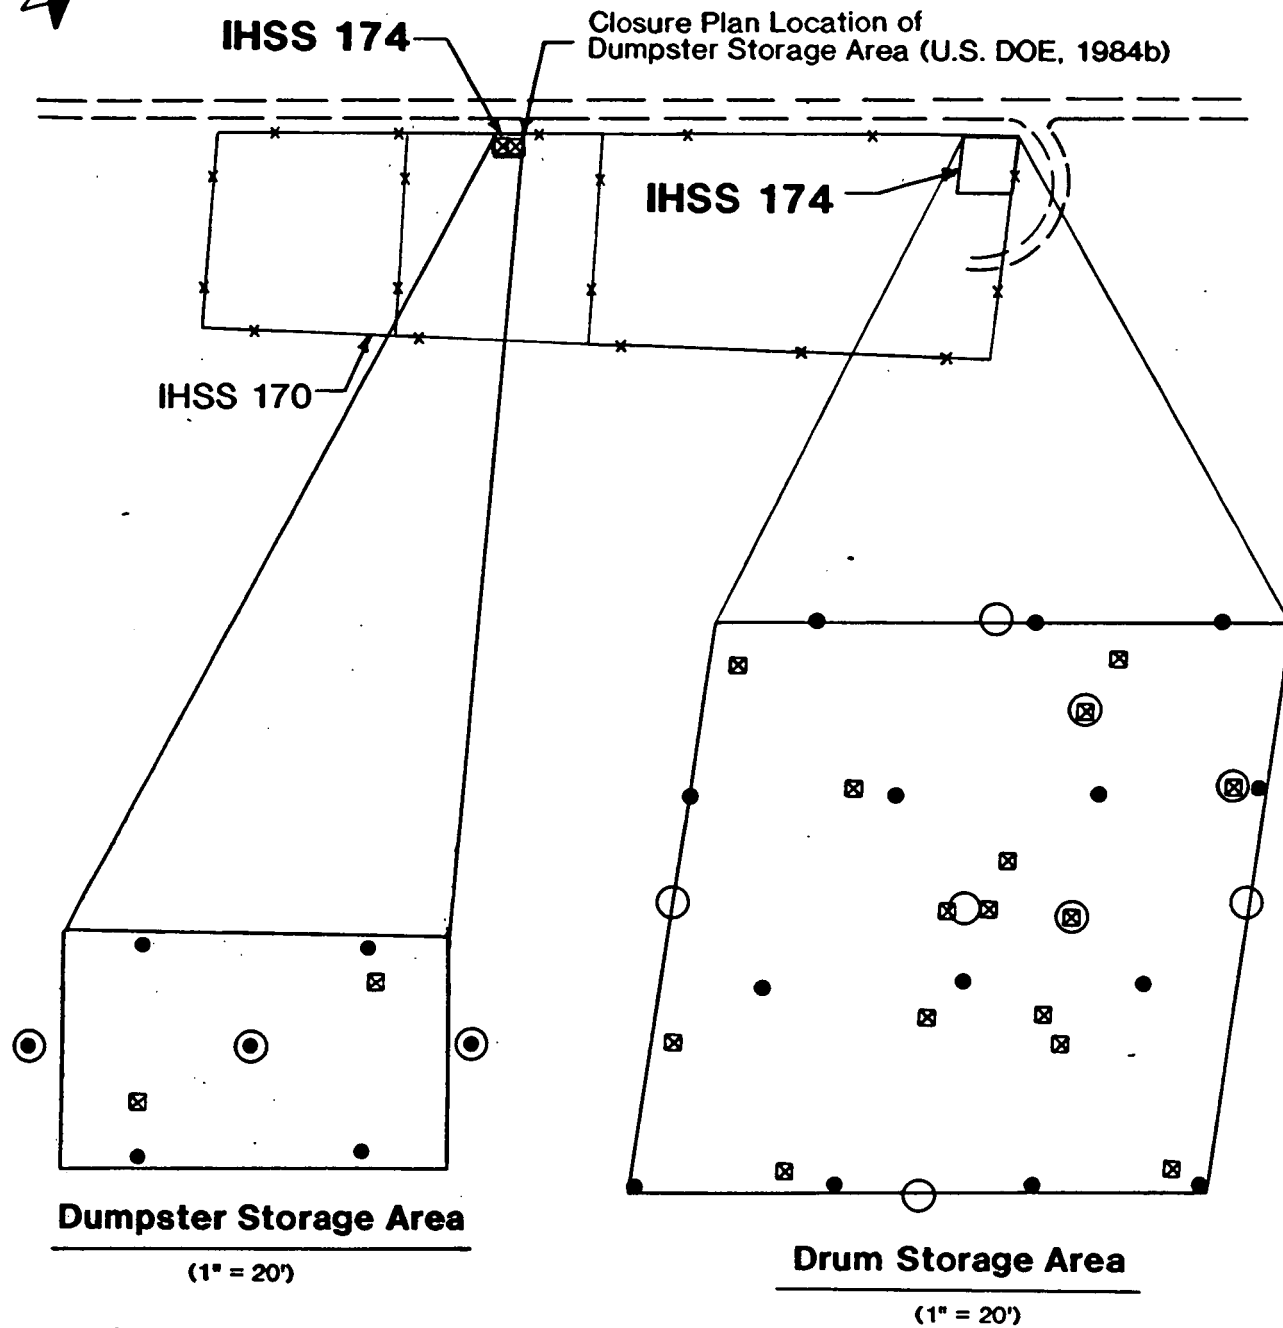 IHSS 174
Closure Plan Location of
Dumpster Storage Area (U.S. DOE, 1984b)
IHSS 174
IHSS 170
Dumpster Storage Area
(1" = 20')
Drum Storage Area
(1" = 20')